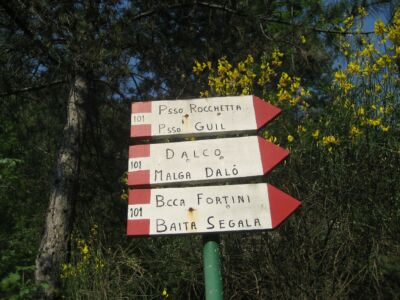 101
Psso Rocchetta
Psso Guil
101
Dalco
Malga Dalò
101
Bcca Fortini
Baita Segala